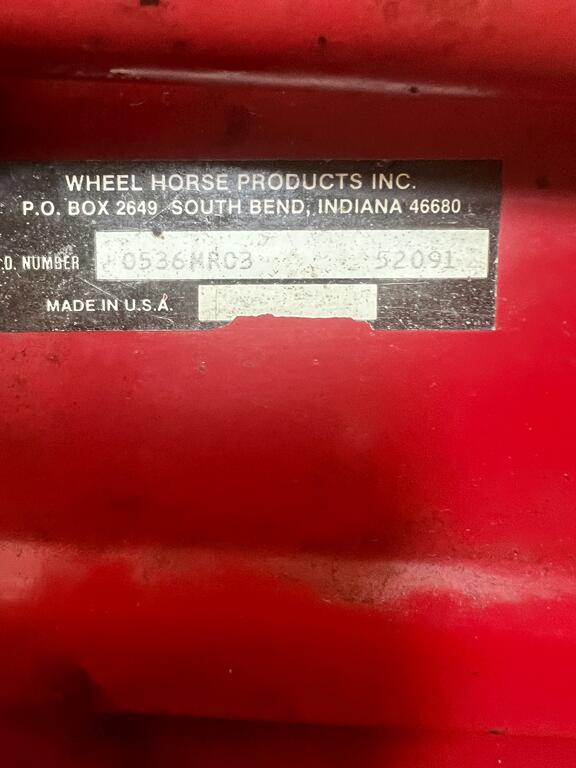 WHEEL HORSE PRODUCTS INC.
P.O. BOX 2649 SOUTH BEND, INDIANA 46680
.D. NUMBER 0536MR03 52091
MADE IN U.S.A.